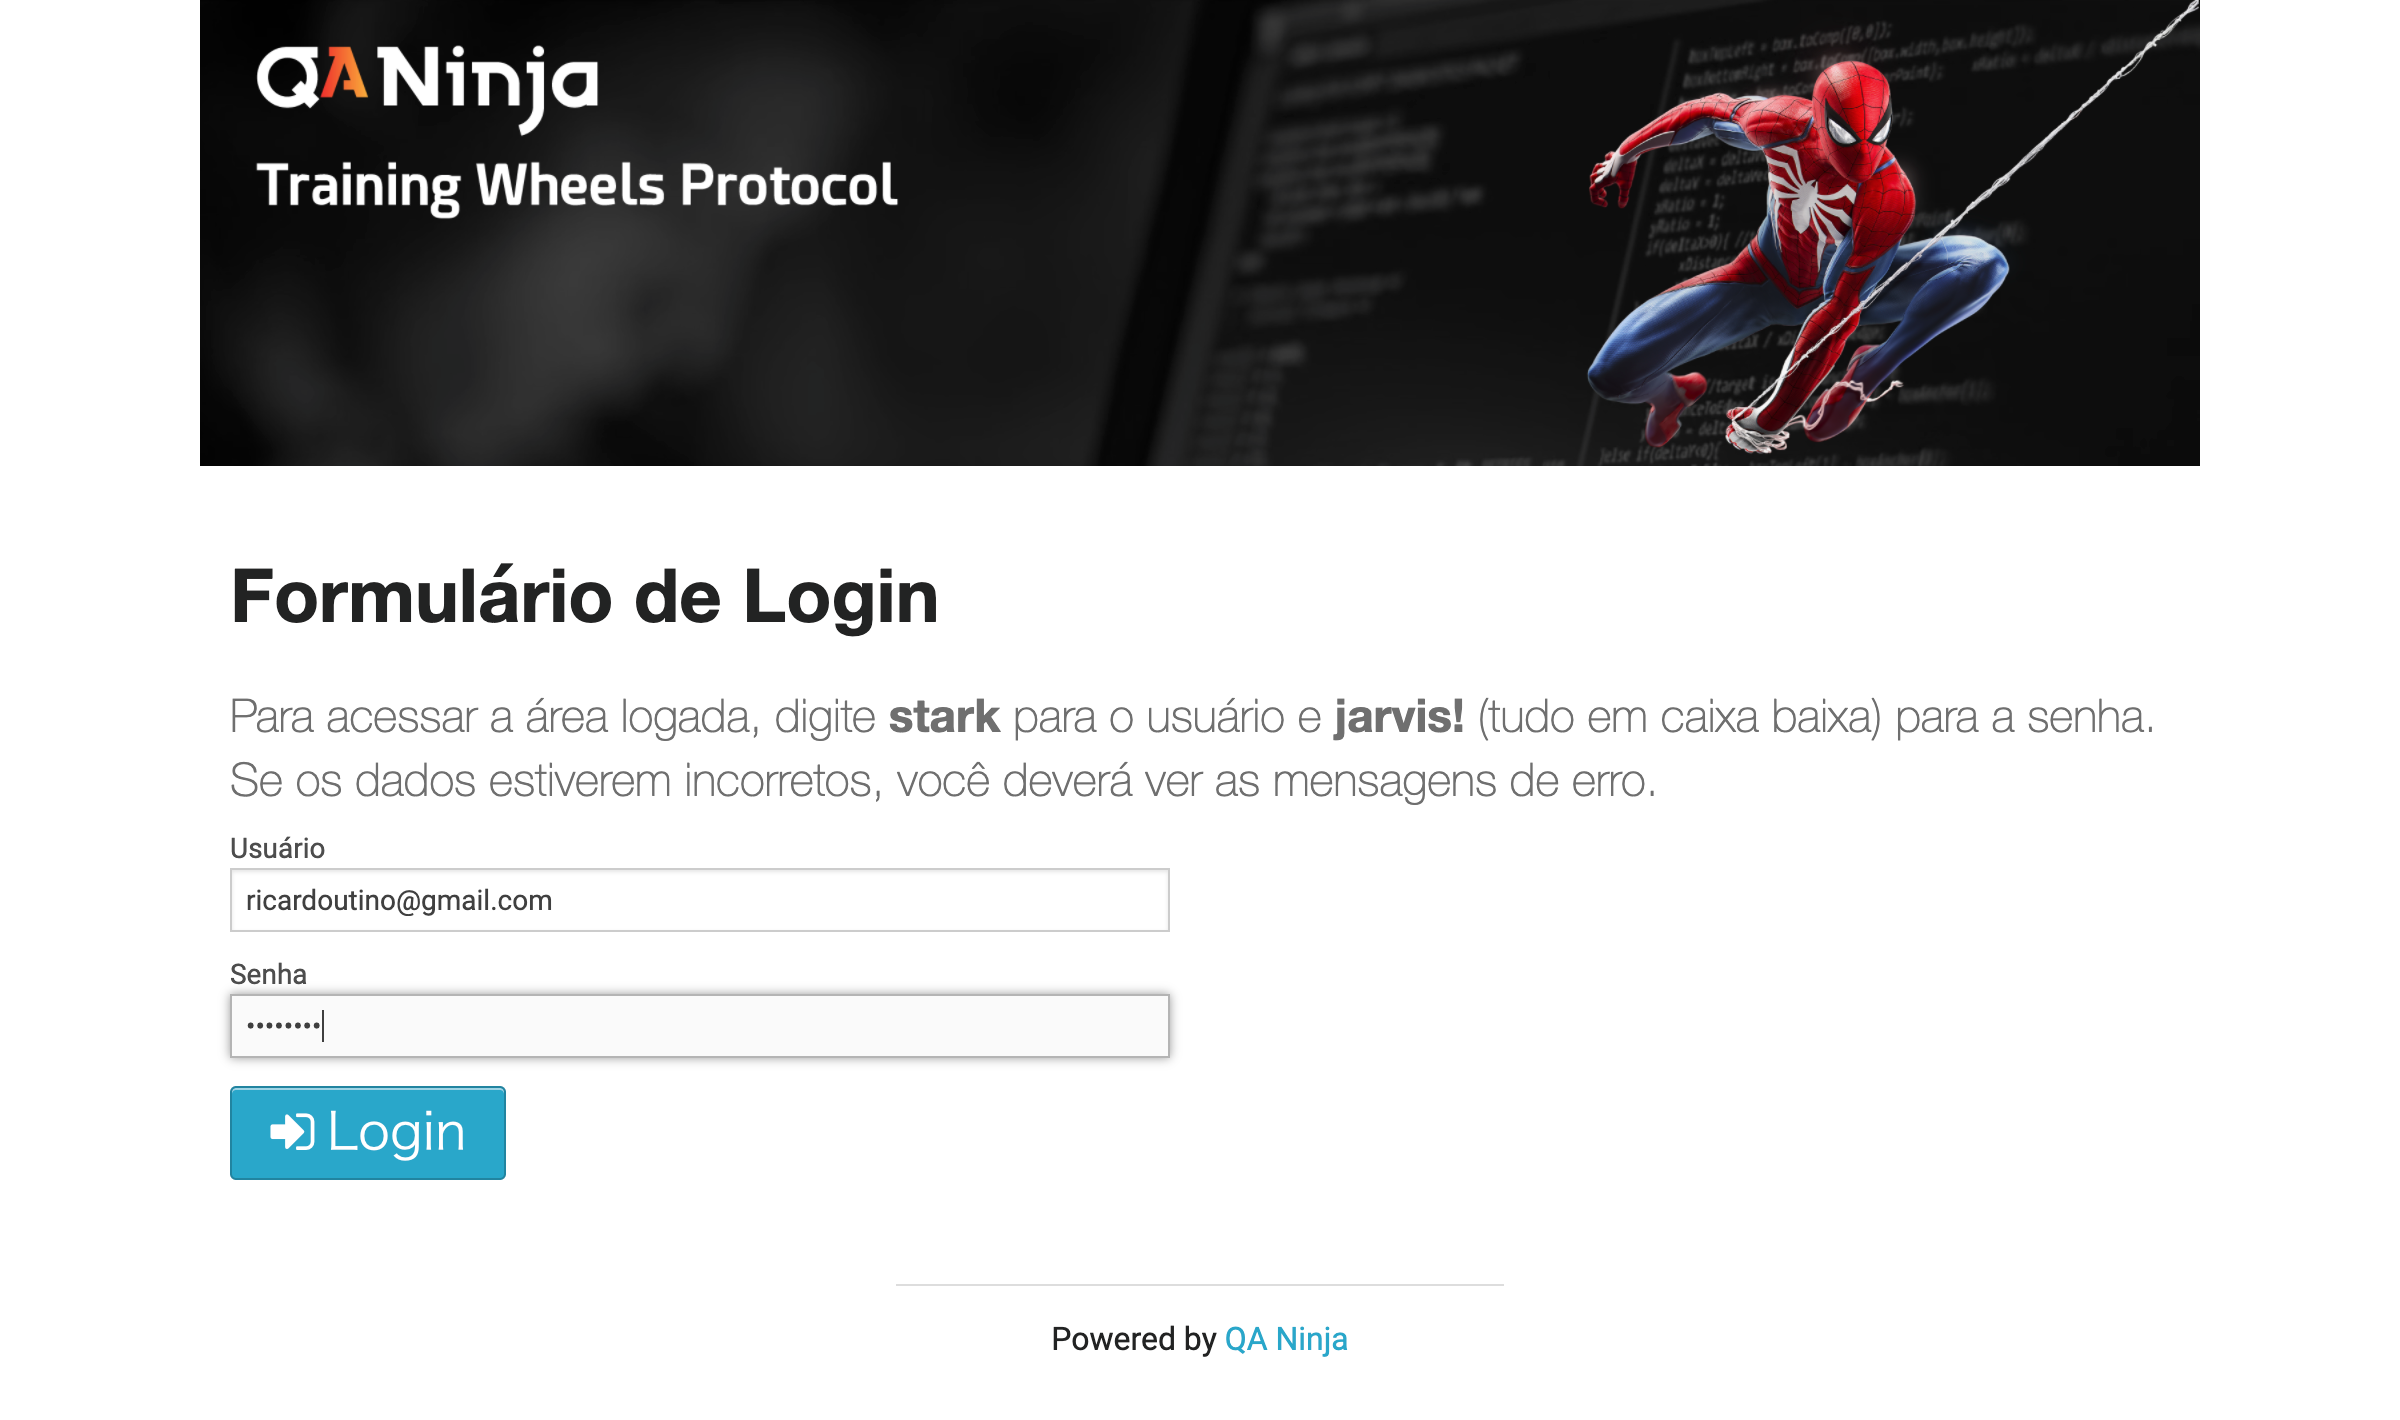 QANinja
Training Wheels Protocol
Formulário de Login
Para acessar a área logada, digite stark para o usuário e jarvis! (tudo em caixa baixa) para a senha.
Se os dados estiverem incorretos, você deverá ver as mensagens de erro.
Usuário
ricardoutino@gmail.com
Senha
••••••••
Login
Powered by QA Ninja